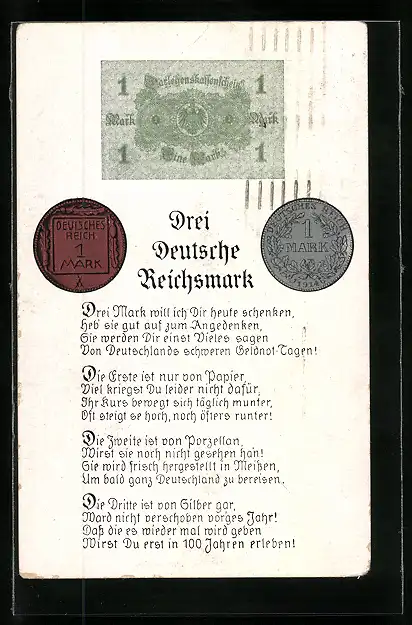 1 Darlehenskassenschein 1
Mark Mark
1 Eine Mark 1
DEUTSCHES
REICH
1
MARK
Drei
Deutsche
Reichsmark
DEUTSCHES REICH
1
MARK
1914
Drei Mark will ich Dir heute schenken,
Heb' sie gut auf zum Angedenken,
Sie werden Dir einst Vieles sagen
Von Deutschlands schweren Geldnot-Tagen!
Die Erste ist nur von Papier,
Viel kriegst Du leider nicht dafür,
Ihr Kurs bewegt sich täglich munter,
Oft steigt se hoch, noch öfters runter!
Die Zweite ist von Porzellan,
Wirst sie noch nicht gesehen han!
Sie wird frisch hergestellt in Meißen,
Um bald ganz Deutschland zu bereisen.
Die Dritte ist von Silber gar,
Ward nicht verschoben vorges Jahr!
Daß die es wieder mal wird geben
Wirst Du erst in 100 Jahren erleben!